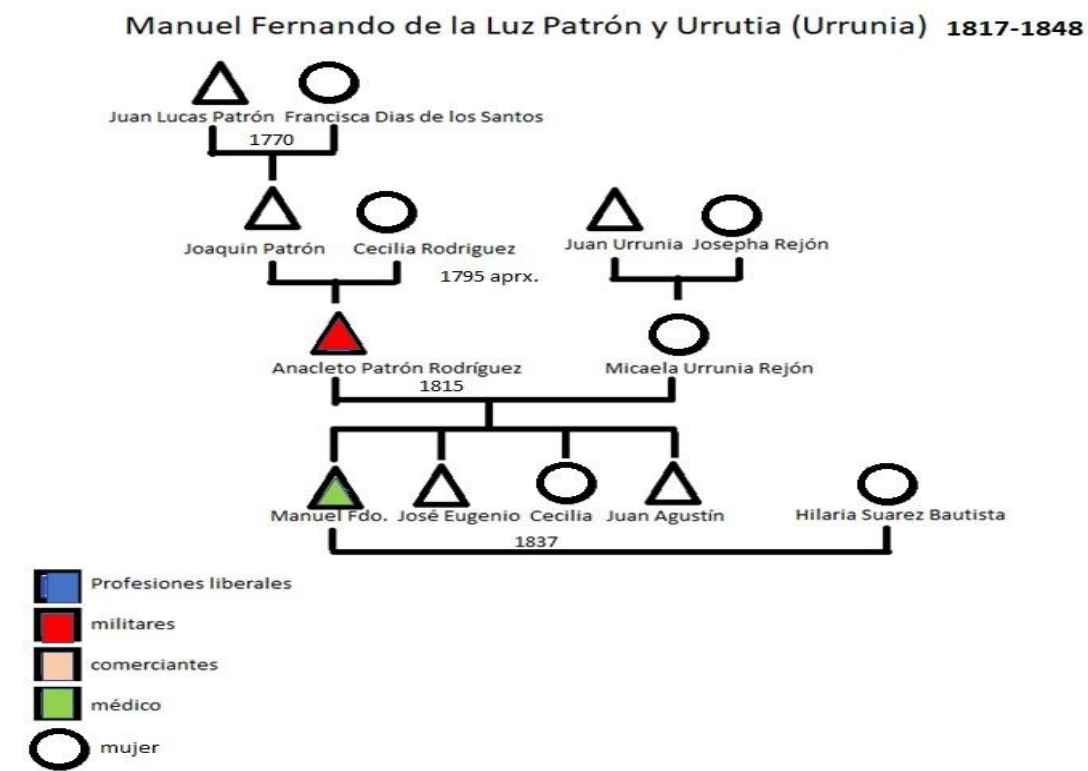 Manuel Fernando de la Luz Patrón y Urrutia (Urrunia) 1817-1848
Juan Lucas Patrón Francisca Dias de los Santos
1770
Joaquin Patrón Cecilia Rodriguez Juan Urrunia Josepha Rejón
1795 aprx.
Anacleto Patrón Rodríguez Micaela Urrunia Rejón
1815
Manuel Fdo. José Eugenio Cecilia Juan Agustín Hilaria Suarez Bautista
1837
Profesiones liberales
militares
comerciantes
médico
mujer